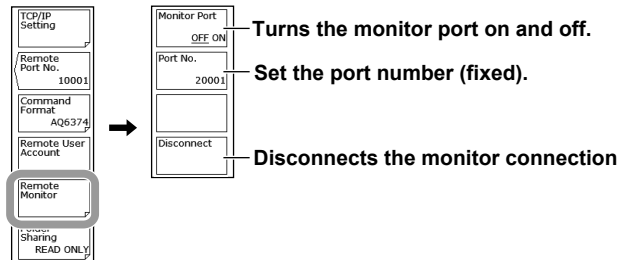 TCP/IP
Setting
Remote
Port No.
10001
Command
Format
AQ6374
Remote User
Account
Remote
Monitor
Folder
Sharing
READ ONLY
Monitor Port
OFF ON
Port No.
20001
Disconnect
Turns the monitor port on and off.
Set the port number (fixed).
Disconnects the monitor connection